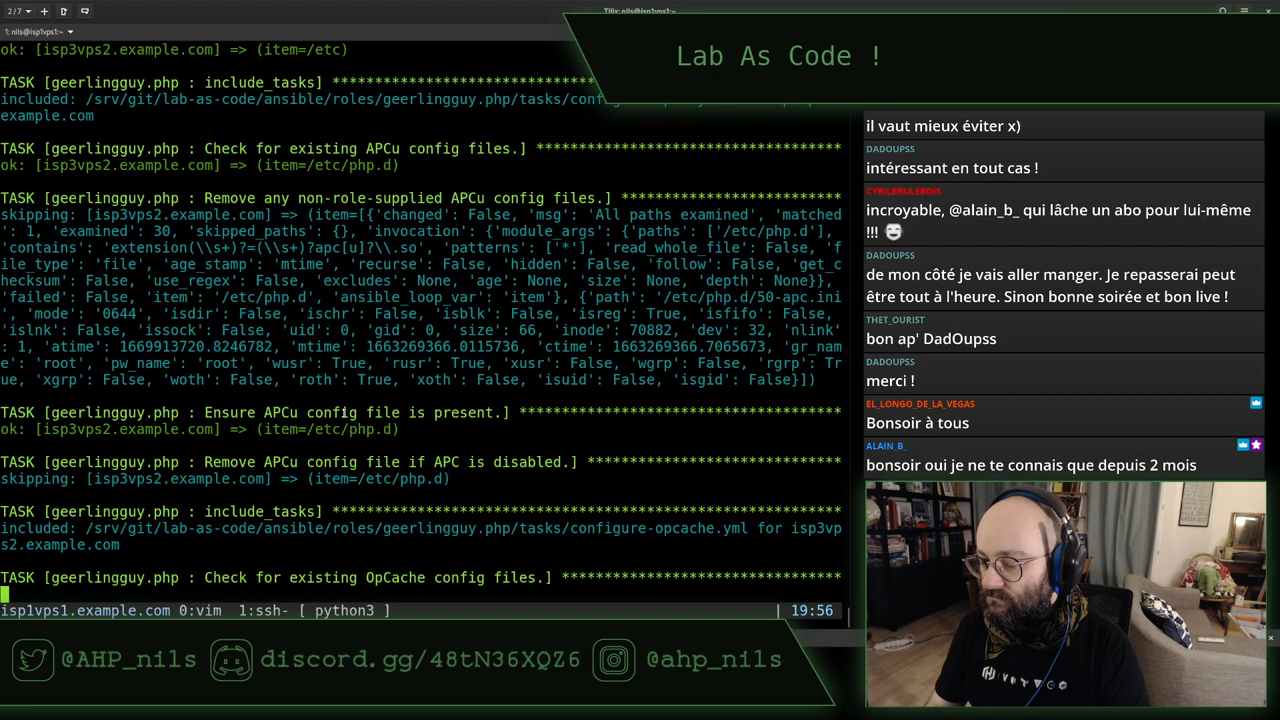 2/7
Tilix: nils@isp1vps1:~
1: nils@isp1vps1:~
ok: [isp3vps2.example.com] => (item=/etc)
Lab As Code !
TASK [geerlingguy.php : include_tasks] *******************************
included: /srv/git/lab-as-code/ansible/roles/geerlingguy.php/tasks/conf
example.com
TASK [geerlingguy.php : Check for existing APCu config files.] ************************************
ok: [isp3vps2.example.com] => (item=/etc/php.d)
TASK [geerlingguy.php : Remove any non-role-supplied APCu config files.] **************************
skipping: [isp3vps2.example.com] => (item=[{'changed': False, 'msg': 'All paths examined', 'matched'
: 1, 'examined': 30, 'skipped_paths': {}, 'invocation': {'module_args': {'paths': ['/etc/php.d'],
'contains': 'extension(\\s+)?=(\\s+)?apc[u]?\\.so', 'patterns': ['*'], 'read_whole_file': False, 'f
ile_type': 'file', 'age_stamp': 'mtime', 'recurse': False, 'hidden': False, 'follow': False, 'get_c
hecksum': False, 'use_regex': False, 'excludes': None, 'age': None, 'size': None, 'depth': None}},
'failed': False, 'item': '/etc/php.d', 'ansible_loop_var': 'item'}, {'path': '/etc/php.d/50-apc.ini
', 'mode': '0644', 'isdir': False, 'ischr': False, 'isblk': False, 'isreg': True, 'isfifo': False,
'islnk': False, 'issock': False, 'uid': 0, 'gid': 0, 'size': 66, 'inode': 70882, 'dev': 32, 'nlink'
: 1, 'atime': 1669913720.8246782, 'mtime': 1663269366.0115736, 'ctime': 1663269366.7065673, 'gr_nam
e': 'root', 'pw_name': 'root', 'wusr': True, 'rusr': True, 'xusr': False, 'wgrp': False, 'rgrp': Tr
ue, 'xgrp': False, 'woth': False, 'roth': True, 'xoth': False, 'isuid': False, 'isgid': False}])
TASK [geerlingguy.php : Ensure APCu config file is present.] **************************************
ok: [isp3vps2.example.com] => (item=/etc/php.d)
TASK [geerlingguy.php : Remove APCu config file if APC is disabled.] ******************************
skipping: [isp3vps2.example.com] => (item=/etc/php.d)
TASK [geerlingguy.php : include_tasks] ************************************************************
included: /srv/git/lab-as-code/ansible/roles/geerlingguy.php/tasks/configure-opcache.yml for isp3vp
s2.example.com
TASK [geerlingguy.php : Check for existing OpCache config files.] *********************************
isp1vps1.example.com 0:vim  1:ssh- [ python3 ]
| 19:56
il vaut mieux éviter x)
DADOUPSS
intéressant en tout cas !
CYRILBRULEBOIS
incroyable, @alain_b_ qui lâche un abo pour lui-même
!!!
DADOUPSS
de mon côté je vais aller manger. Je repasserai peut
être tout à l'heure. Sinon bonne soirée et bon live !
THET_OURIST
bon ap' DadOupss
DADOUPSS
merci !
EL_LONGO_DE_LA_VEGAS
Bonsoir à tous
ALAIN_B_
bonsoir oui je ne te connais que depuis 2 mois
@AHP_nils
discord.gg/48tN36XQZ6
@ahp_nils